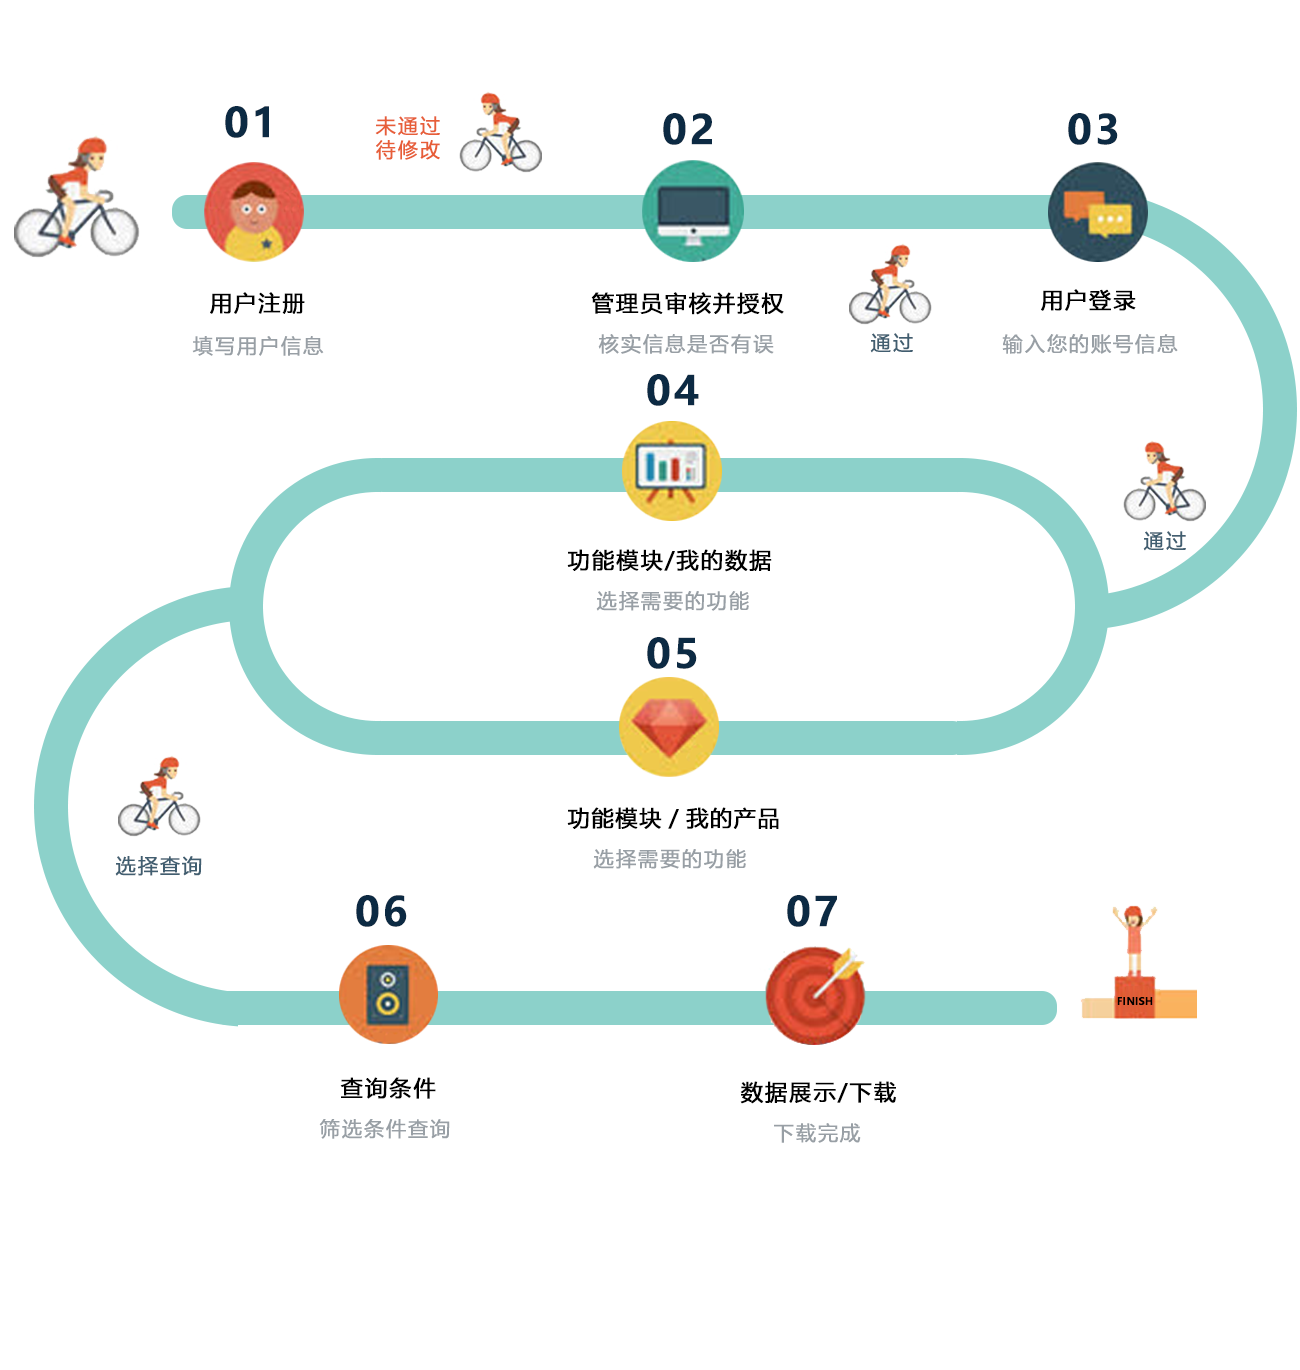 01
未通过
待修改
02
03
用户注册
填写用户信息
管理员审核并授权
核实信息是否有误
通过
用户登录
输入您的账号信息
04
功能模块/我的数据
选择需要的功能
通过
05
功能模块 / 我的产品
选择需要的功能
选择查询
06
07
FINISH
查询条件
筛选条件查询
数据展示/下载
下载完成